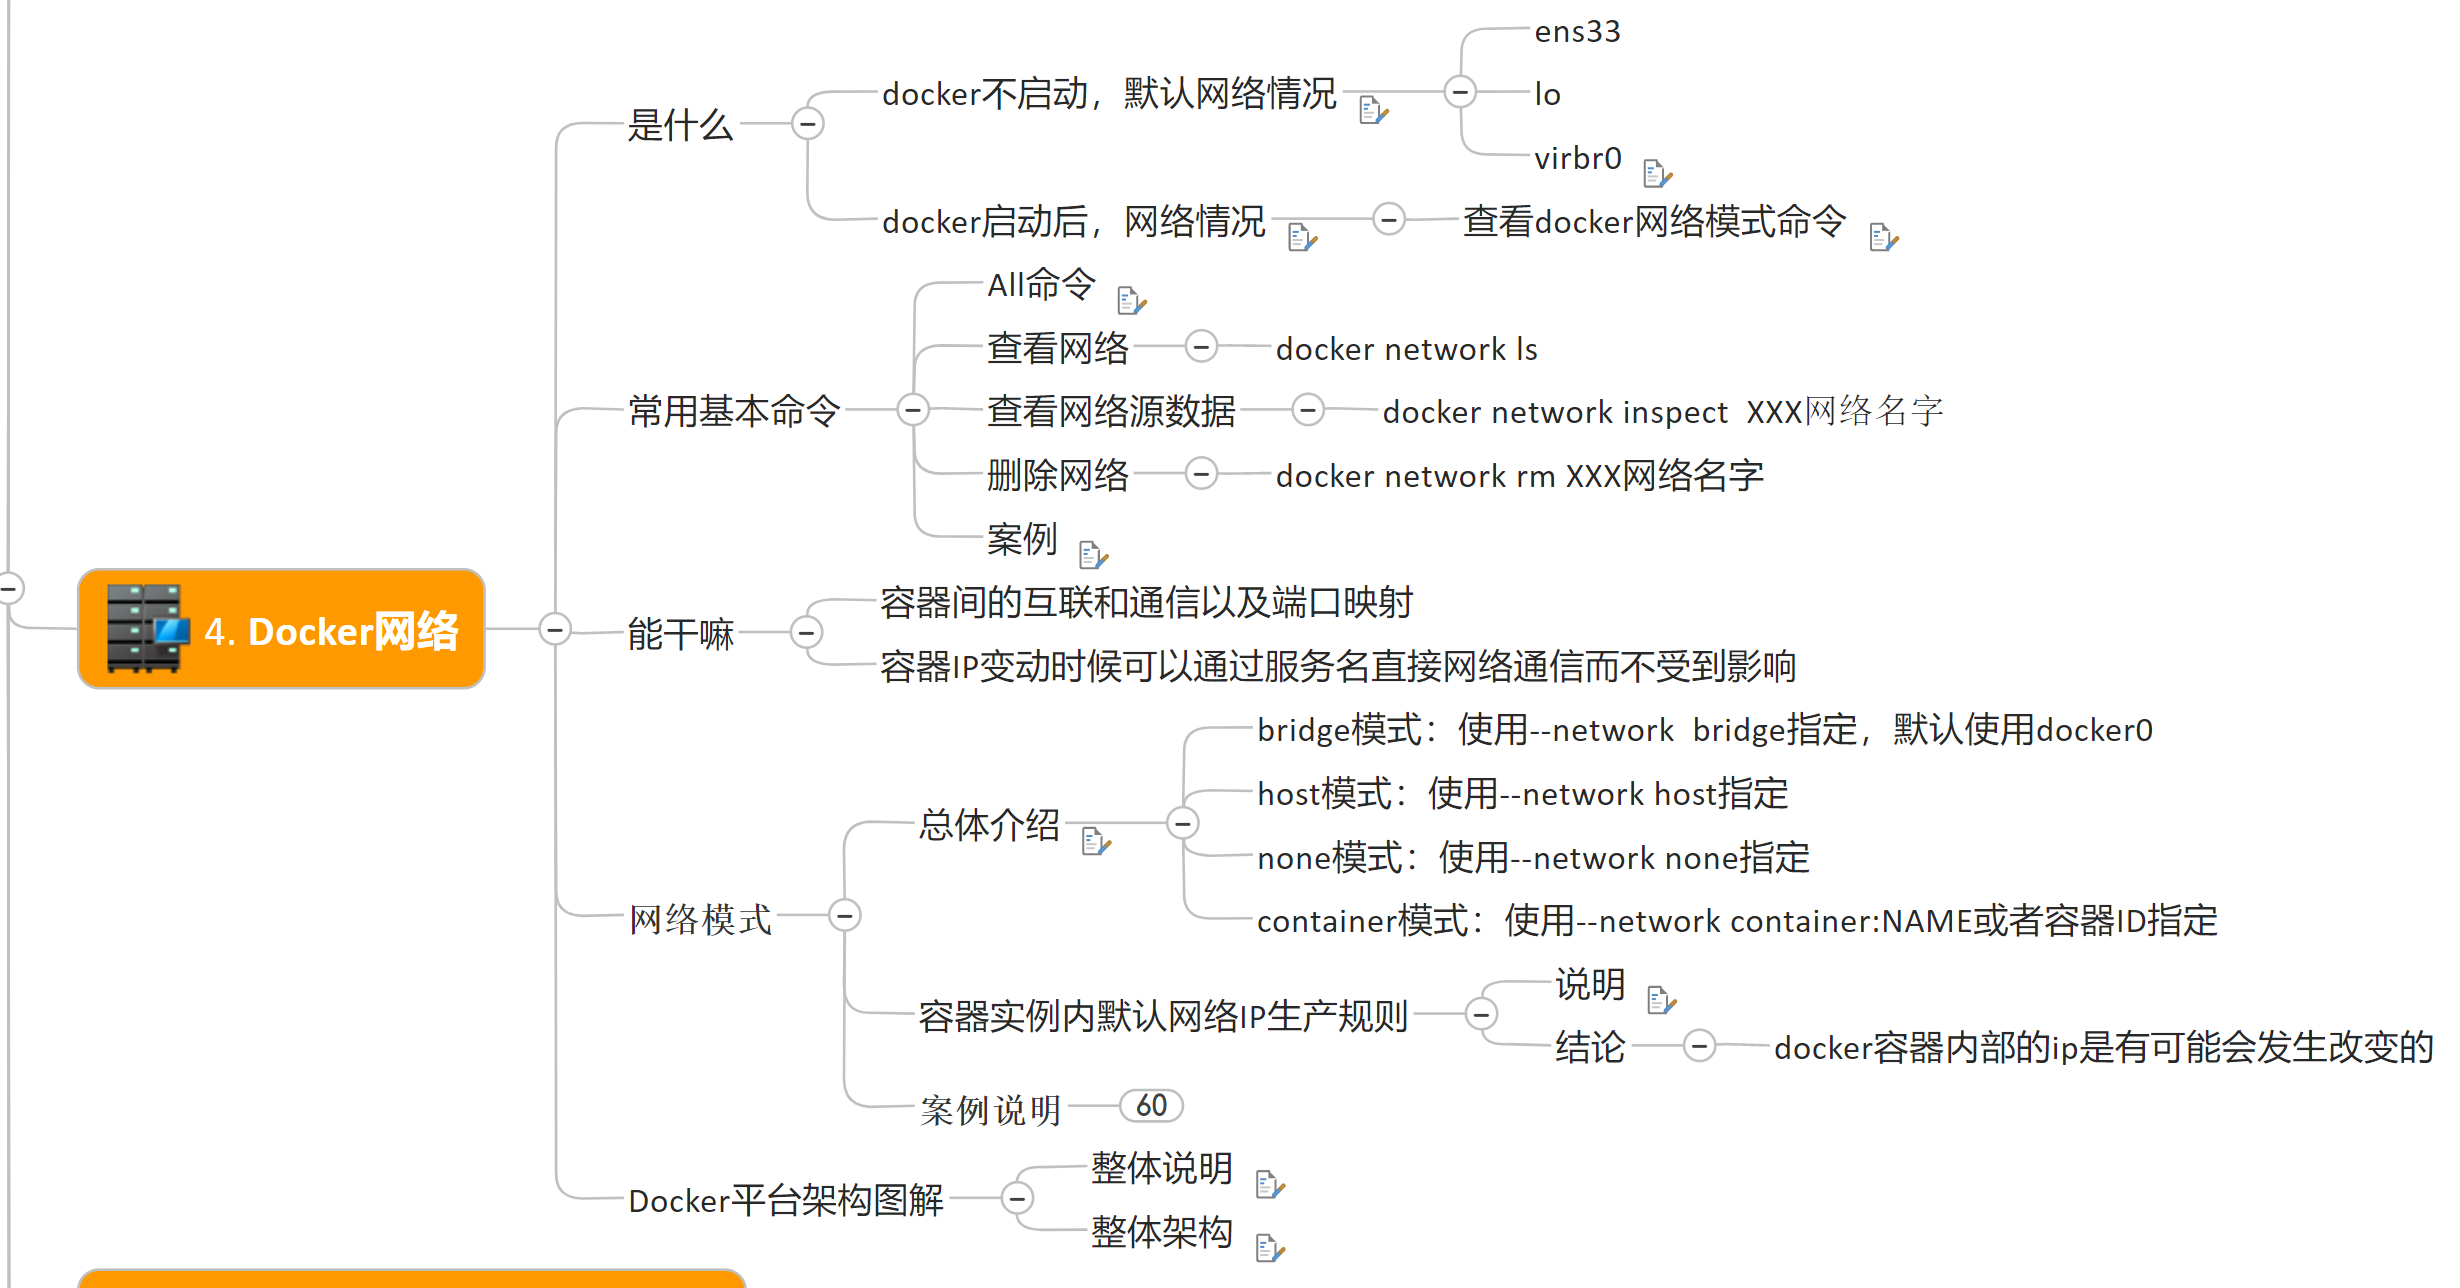 4. Docker网络
是什么
docker不启动，默认网络情况
ens33
lo
virbr0
docker启动后，网络情况
查看docker网络模式命令
常用基本命令
All命令
查看网络
docker network ls
查看网络源数据
docker network inspect  XXX网络名字
删除网络
docker network rm XXX网络名字
案例
能干嘛
容器间的互联和通信以及端口映射
容器IP变动时候可以通过服务名直接网络通信而不受到影响
网络模式
总体介绍
bridge模式：使用--network  bridge指定，默认使用docker0
host模式：使用--network host指定
none模式：使用--network none指定
container模式：使用--network container:NAME或者容器ID指定
容器实例内默认网络IP生产规则
说明
结论
docker容器内部的ip是有可能会发生改变的
案例说明
60
Docker平台架构图解
整体说明
整体架构